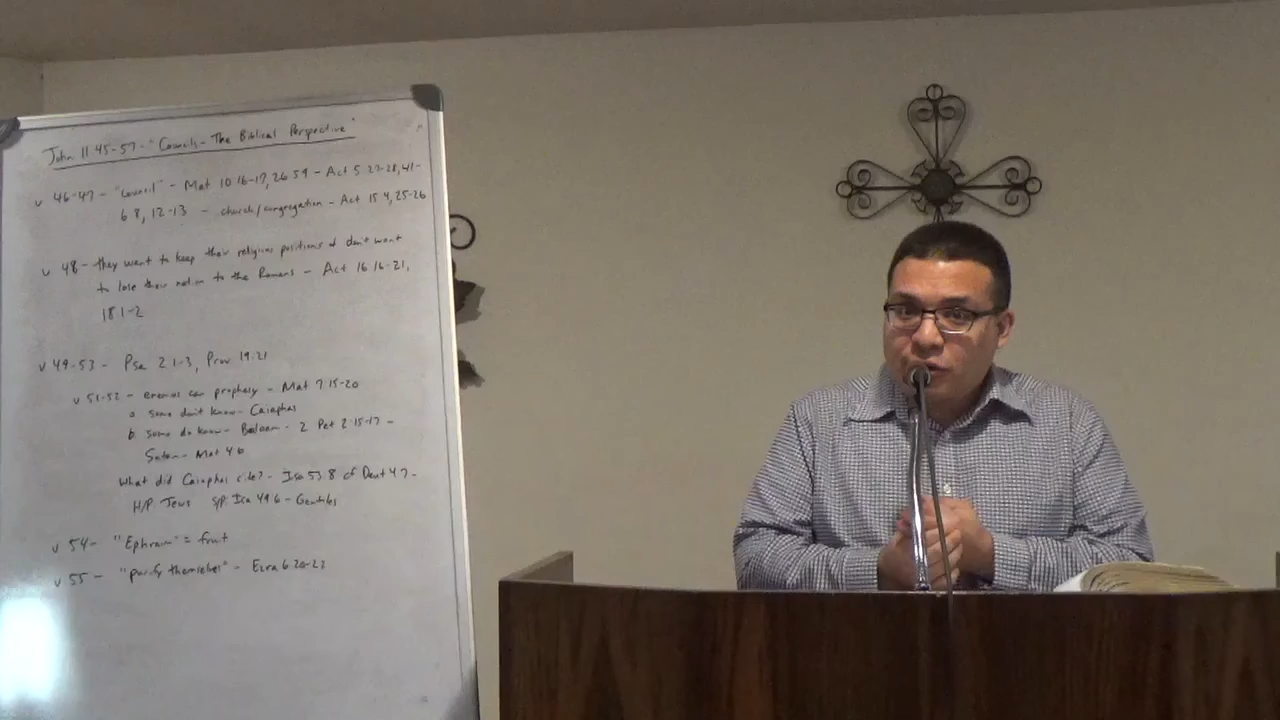 John 11 45-57 - "Councils - The Biblical Perspective"
v 46-47 - "council" - Mat 10 16-17, 26 59 - Act 5 27-28, 41-
6 8, 12-13 - church/congregation - Act 15 4, 25-26
v 48 - they want to keep their religious positions & don't want
to lose their nation to the Romans - Act 16 16-21,
18 1-2
v 49-53 - Psa 2 1-3, Prov 19 21
v 51-52 - enemies can prophesy - Mat 7 15-20
a. some don't know - Caiaphas
b. some do know - Balaam - 2 Pet 2 15-17 -
Satan - Mat 4 6
What did Caiaphas cite? - Isa 53 8 cf Deut 4 7 -
H/P: Jews S/P: Isa 49 6 - Gentiles
v 54 - "Ephraim" = fruit
v 55 - "purify themselves" - Ezra 6 20-22